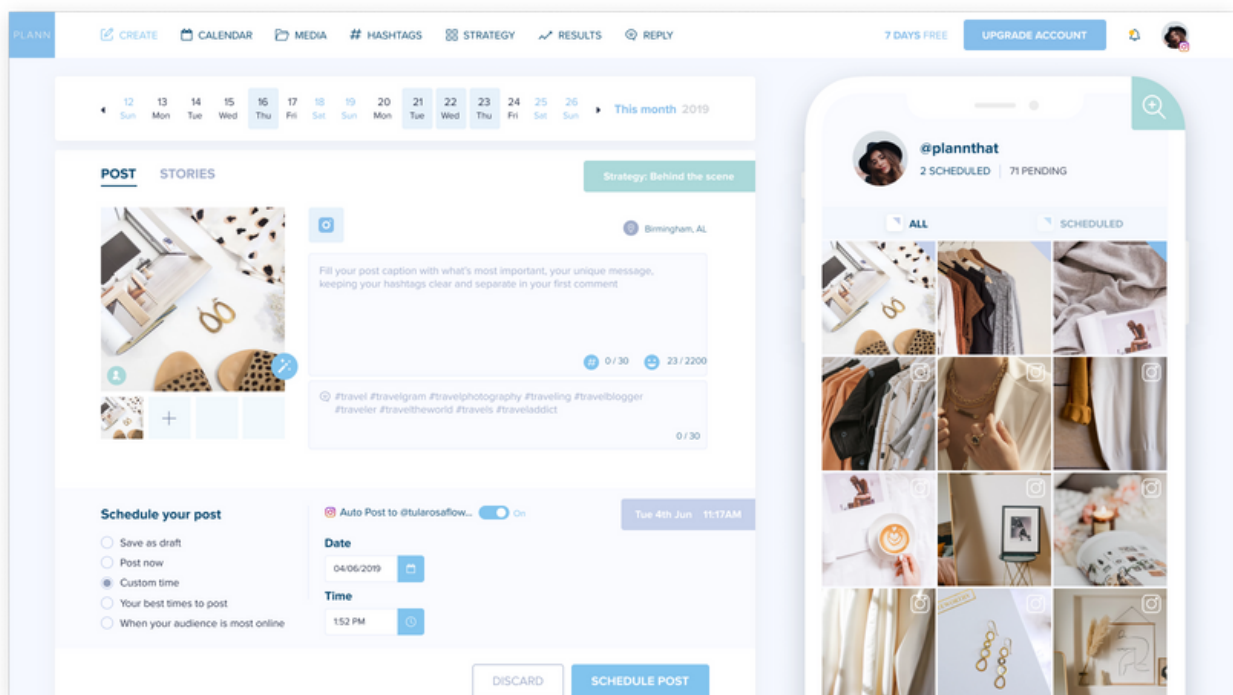 PLANN
CREATE
CALENDAR
MEDIA
# HASHTAGS
STRATEGY
RESULTS
REPLY
7 DAYS FREE
UPGRADE ACCOUNT
12 13 14 15 16 17 18 19 20 21 22 23 24 25 26
Sun Mon Tue Wed Thu Fri Sat Sun Mon Tue Wed Thu Fri Sat Sun
This month 2019
POST
STORIES
Strategy: Behind the scene
Birmingham, AL
Fill your post caption with what's most important, your unique message,
keeping your hashtags clear and separate in your first comment
# 0 / 30
23 / 2200
#travel #travelgram #travelphotography #traveling #travelblogger
#traveler #traveltheworld #travels #traveladdict
0 / 30
Schedule your post
Save as draft
Post now
Custom time
Your best times to post
When your audience is most online
Auto Post to @tularosaflow...
On
Tue 4th Jun 11:17AM
Date
04/06/2019
Time
1:52 PM
DISCARD
SCHEDULE POST
@plannthat
2 SCHEDULED
71 PENDING
ALL
SCHEDULED